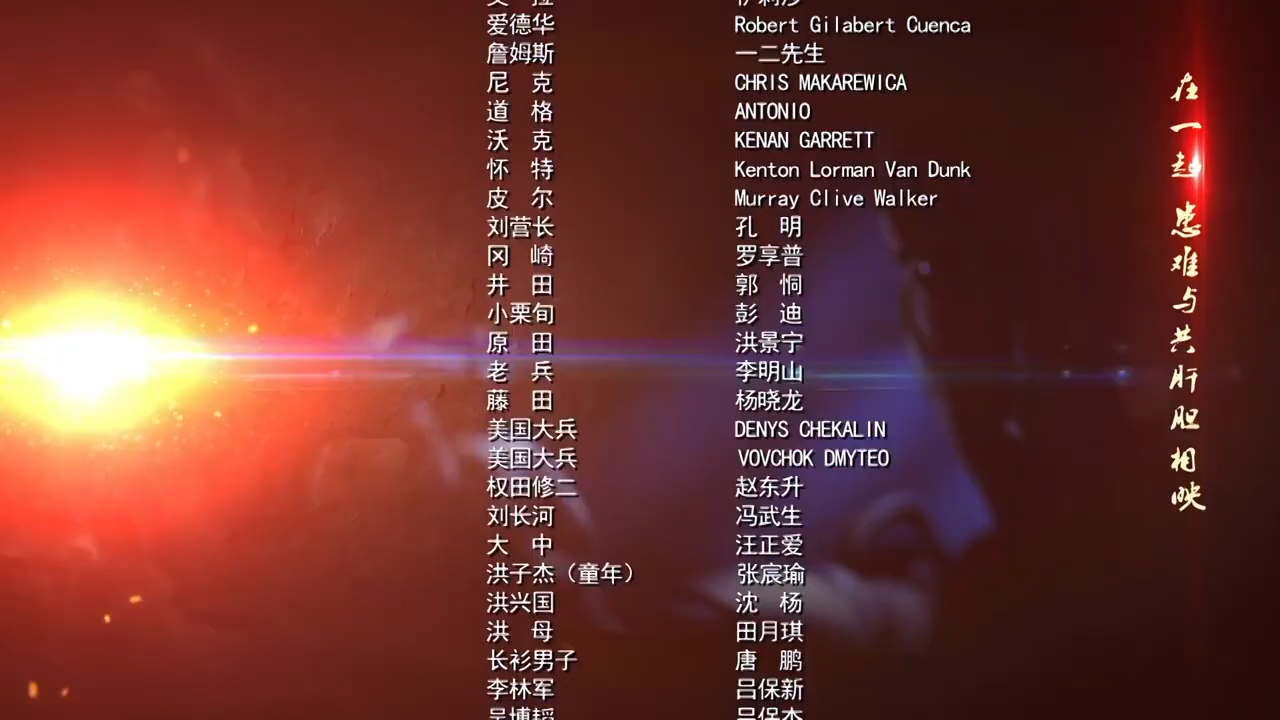 爱德华 Robert Gilabert Cuenca
詹姆斯 一二先生
尼 克 CHRIS MAKAREWICA
道 格 ANTONIO
沃 克 KENAN GARRETT
怀 特 Kenton Lorman Van Dunk
皮 尔 Murray Clive Walker
刘营长 孔 明
冈 崎 罗享普
井 田 郭 恫
小栗旬 彭 迪
原 田 洪景宁
老 兵 李明山
藤 田 杨晓龙
美国大兵 DENYS CHEKALIN
美国大兵 VOVCHOK DMYTEO
权田修二 赵东升
刘长河 冯武生
大 中 汪正爱
洪子杰（童年） 张宸瑜
洪兴国 沈 杨
洪 母 田月琪
长衫男子 唐 鹏
李林军 吕保新
在一起 患难与共肝胆相映